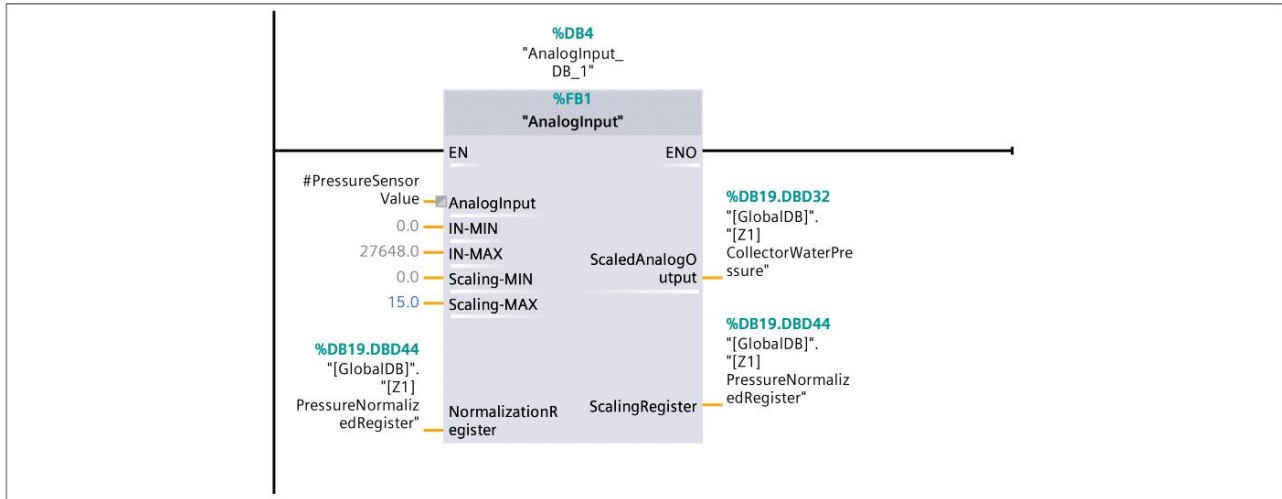 %DB4
"AnalogInput_
DB_1"
%FB1
"AnalogInput"
EN
ENO
#PressureSensor
Value
AnalogInput
0.0
IN-MIN
27648.0
IN-MAX
0.0
Scaling-MIN
15.0
Scaling-MAX
%DB19.DBD44
"[GlobalDB]".
"[Z1]
PressureNormaliz
edRegister"
NormalizationR
egister
ScaledAnalogO
utput
%DB19.DBD32
"[GlobalDB]".
"[Z1]
CollectorWaterPre
ssure"
ScalingRegister
%DB19.DBD44
"[GlobalDB]".
"[Z1]
PressureNormaliz
edRegister"